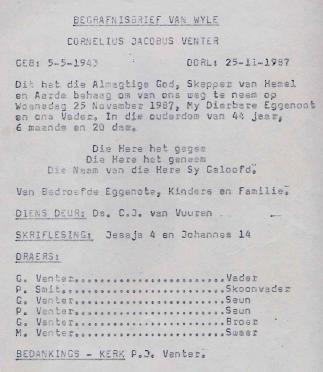 BEGRAFNISBRIEF VAN WYLE
CORNELIUS JACOBUS VENTER
GEB: 5-5-1943 OORL: 25-11-1987
Dit het die Almagtige God, Skepper van Hemel
en Aarde behaag om van ons weg te neem op
Woensdag 25 November 1987, My Dierbare Eggenoot
en ons Vader. In die ouderdom van 44 jaar,
6 maande en 20 dae.
Die Here het gegee
Die Here het geneem
Die Naam van die Here Sy Geloofd.
Van Bedroefde Eggenote, Kinders en Familie.
DIENS DEUR: Ds. C.J. van Vuuren
SKRIFLESING: Jesaja 4 en Johannes 14
DRAERS:
G. Venter..............................Vader
P. Smit................................Skoonvader
G. Venter..............................Seun
P. Venter..............................Seun
G. Venter..............................Broer
M. Venter..............................Swaer
BEDANKINGS - KERK P.J. Venter.